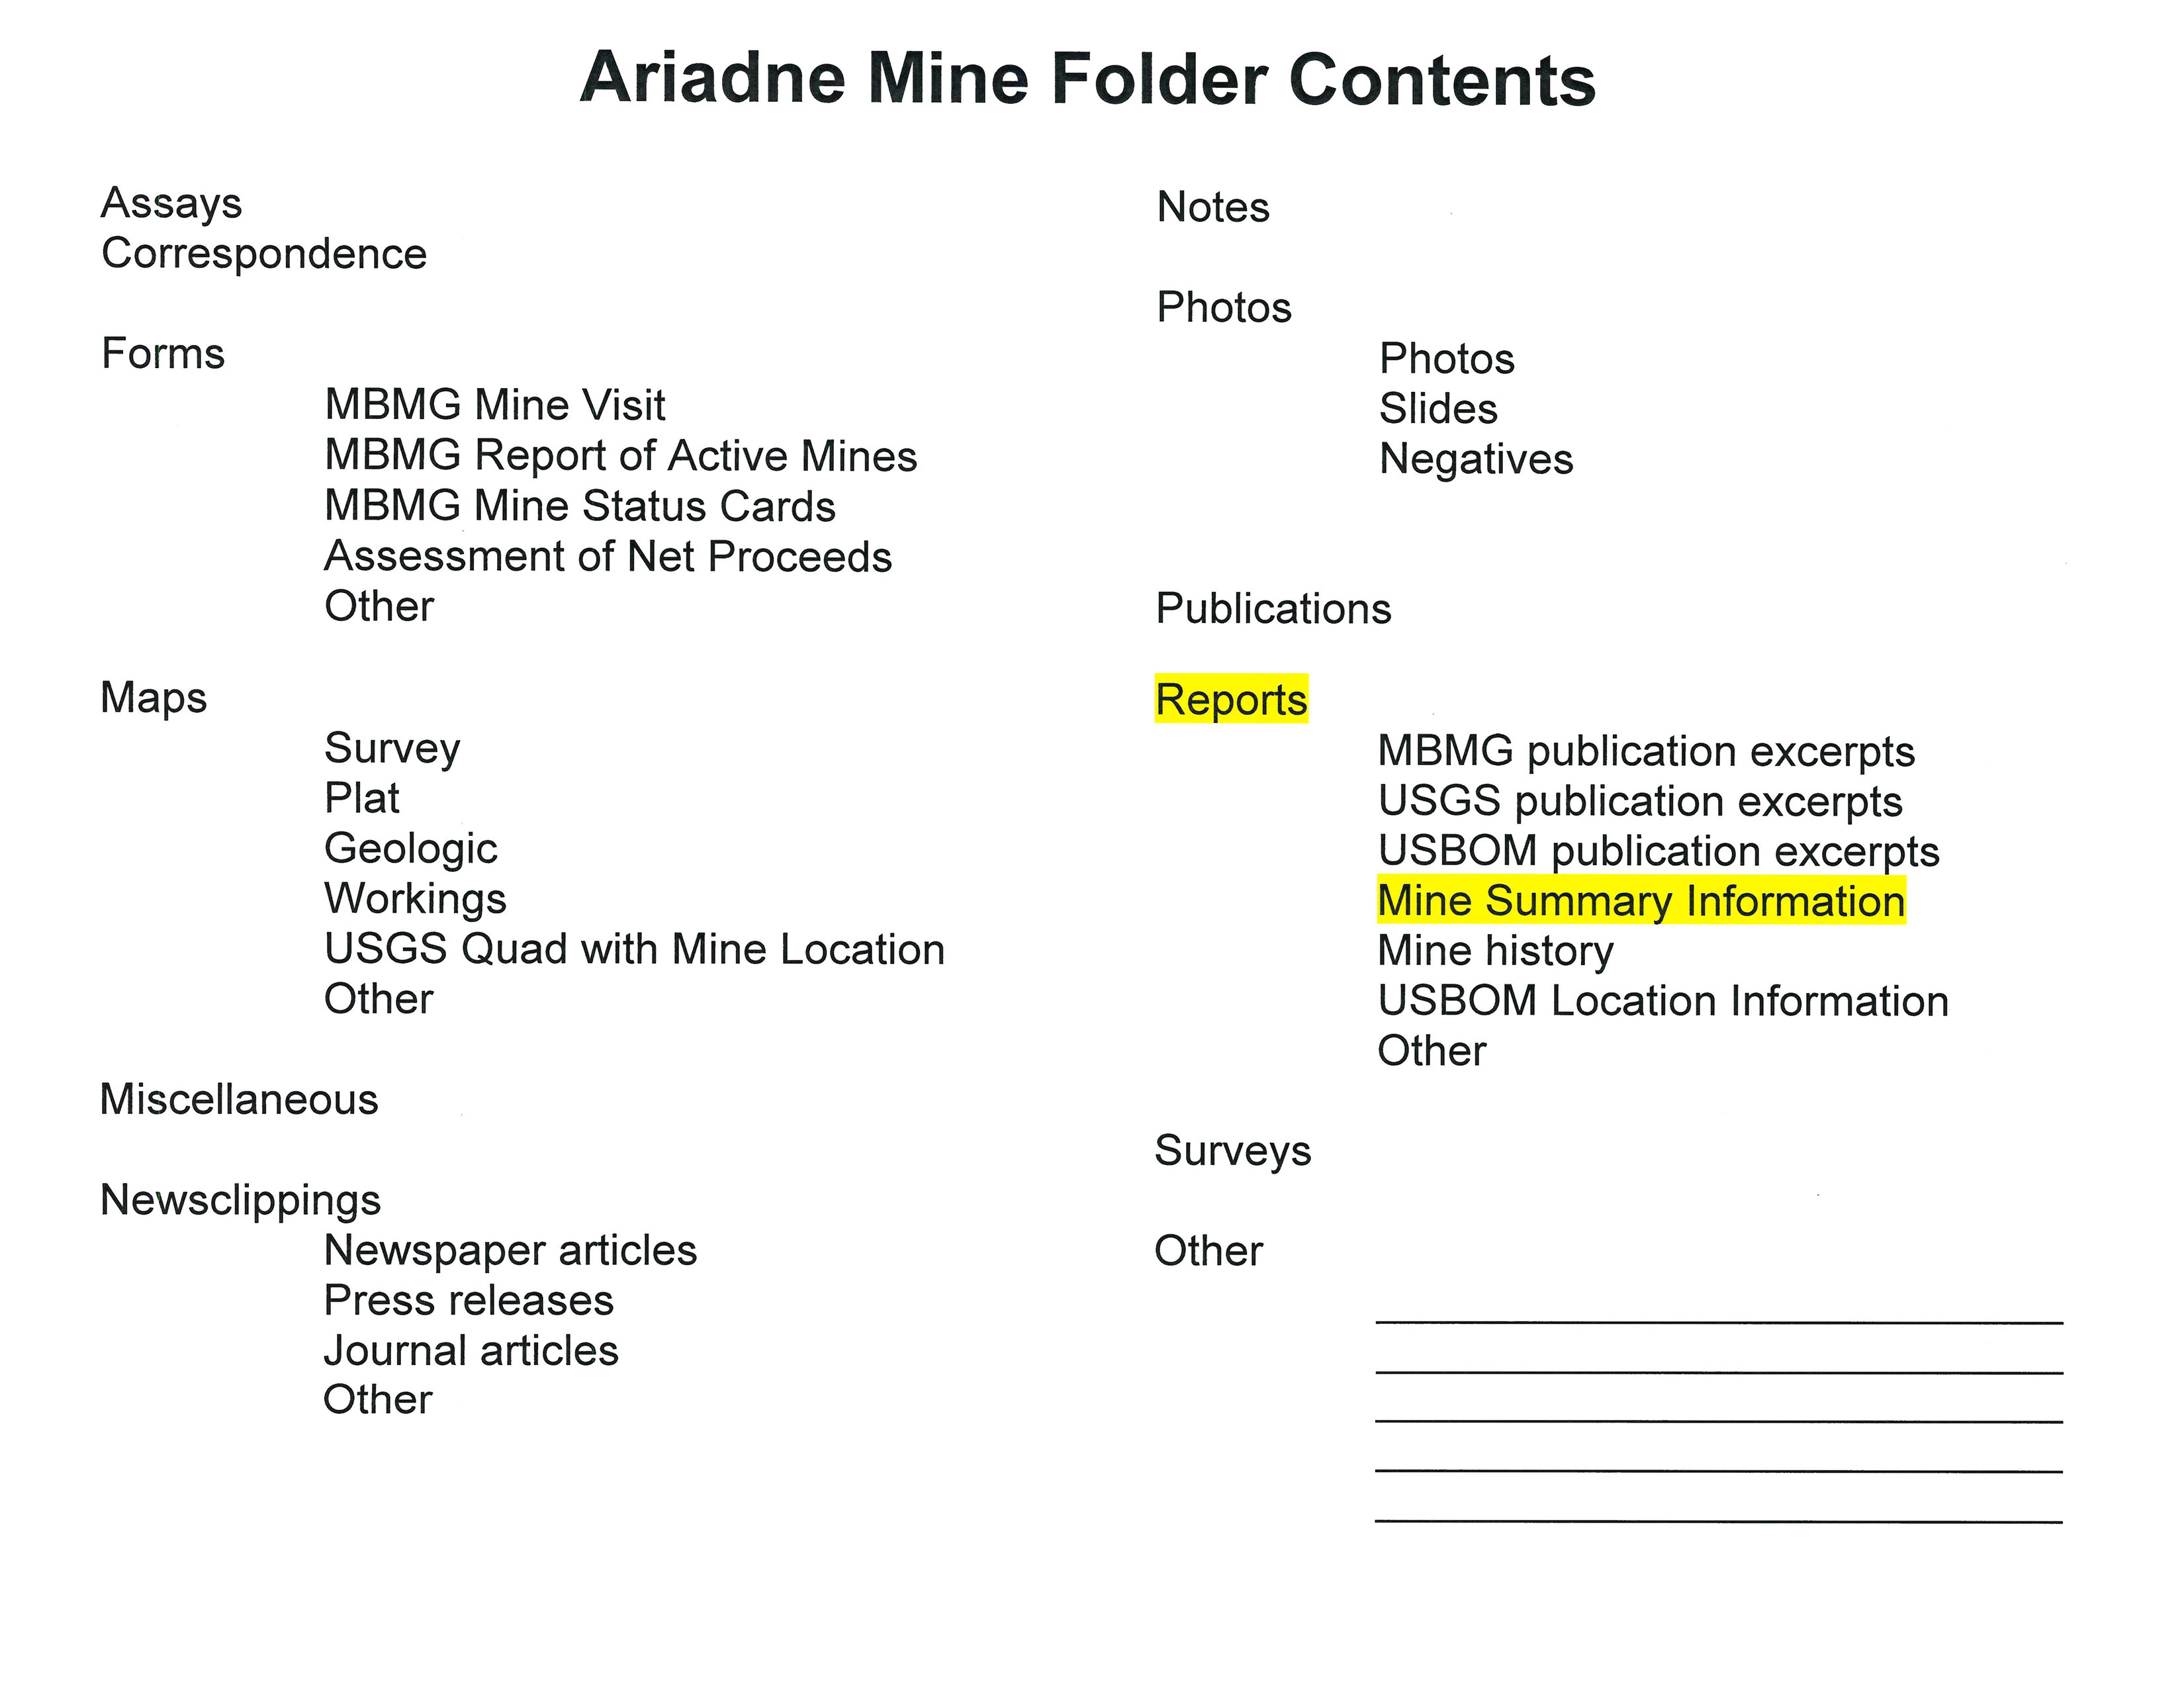 Ariadne Mine Folder Contents
Assays
Correspondence
Forms
MBMG Mine Visit
MBMG Report of Active Mines
MBMG Mine Status Cards
Assessment of Net Proceeds
Other
Maps
Survey
Plat
Geologic
Workings
USGS Quad with Mine Location
Other
Miscellaneous
Newsclippings
Newspaper articles
Press releases
Journal articles
Other
Notes
Photos
Photos
Slides
Negatives
Publications
Reports
MBMG publication excerpts
USGS publication excerpts
USBOM publication excerpts
Mine Summary Information
Mine history
USBOM Location Information
Other
Surveys
Other